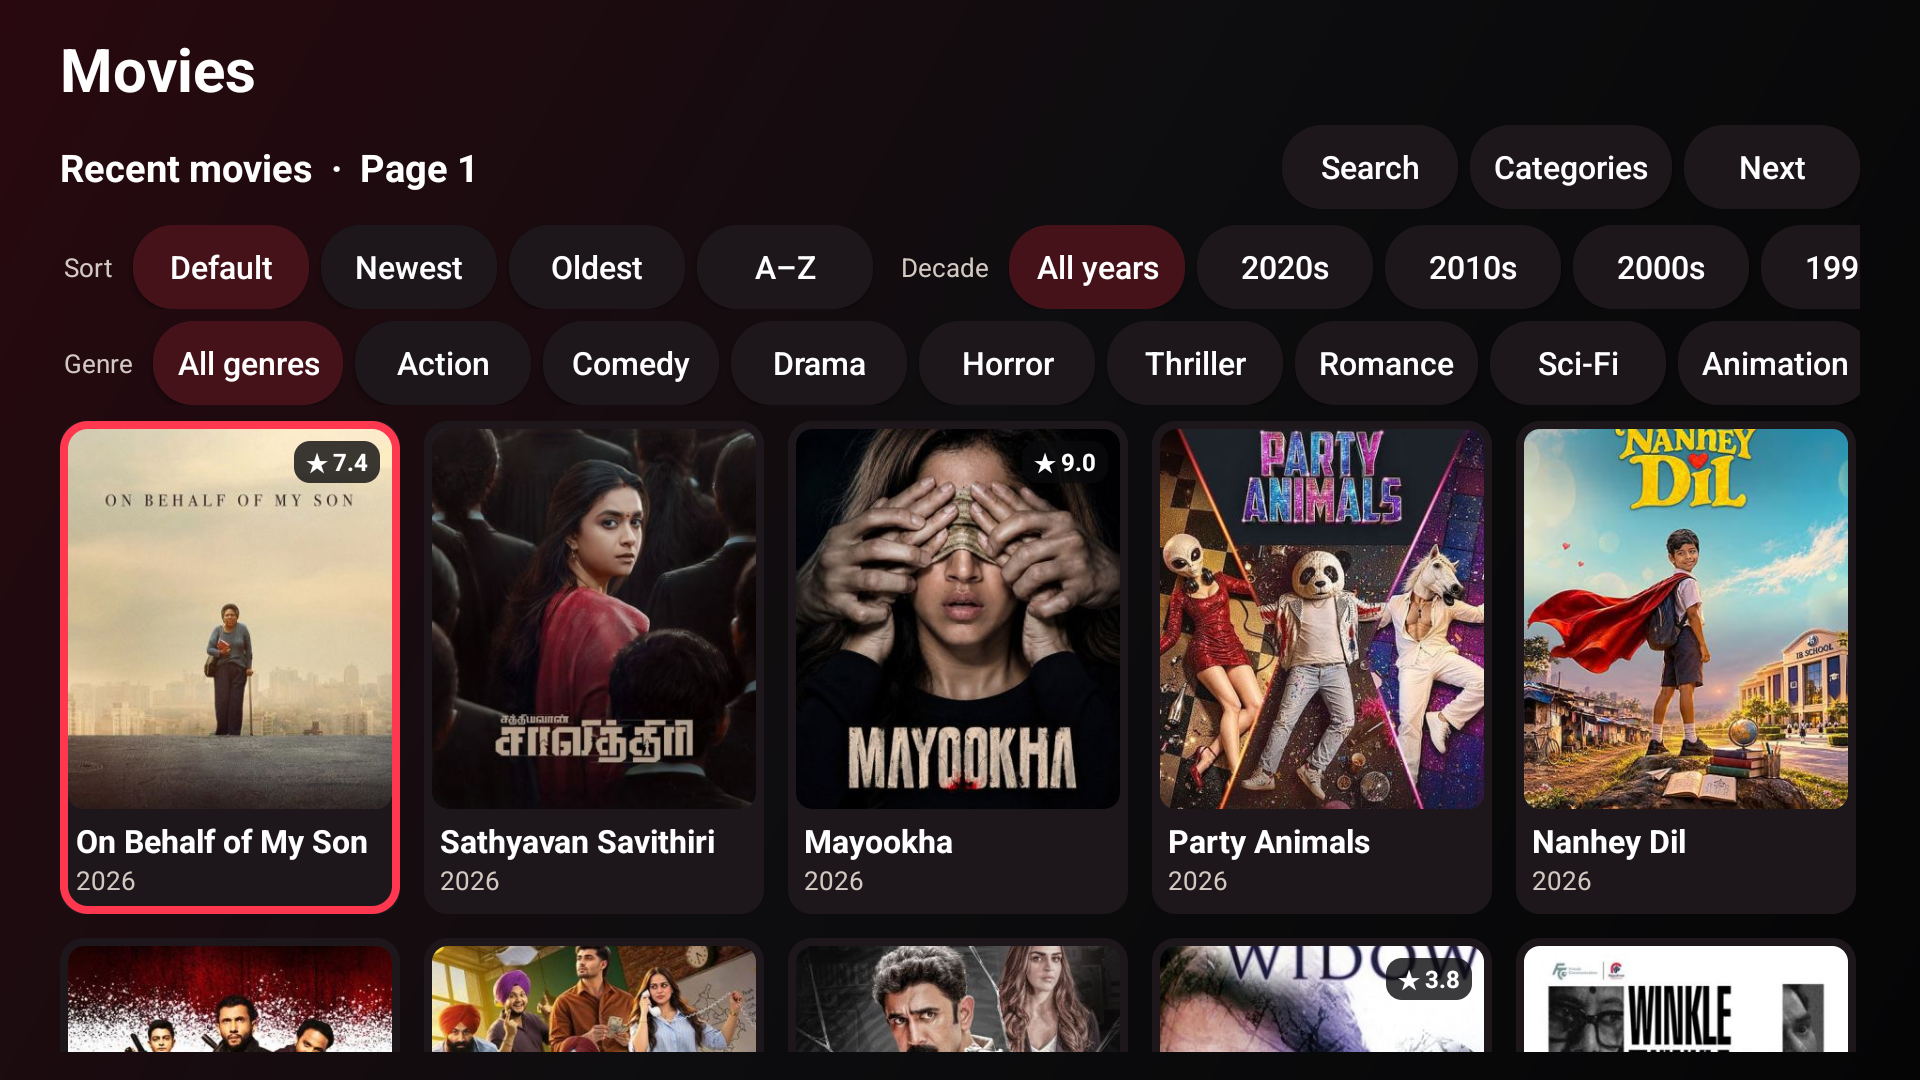 Movies
Recent movies · Page 1
Search
Categories
Next
Sort
Default
Newest
Oldest
A–Z
Decade
All years
2020s
2010s
2000s
199
Genre
All genres
Action
Comedy
Drama
Horror
Thriller
Romance
Sci-Fi
Animation
★ 7.4
ON BEHALF OF MY SON
On Behalf of My Son
2026
சத்தியவான்
சாவித்திரி
Sathyavan Savithiri
2026
★ 9.0
MAYOOKHA
Mayookha
2026
PARTY
ANIMALS
Party Animals
2026
NANHEY
DIL
IB SCHOOL
Nanhey Dil
2026
WIDOW
★ 3.8
WINKLE